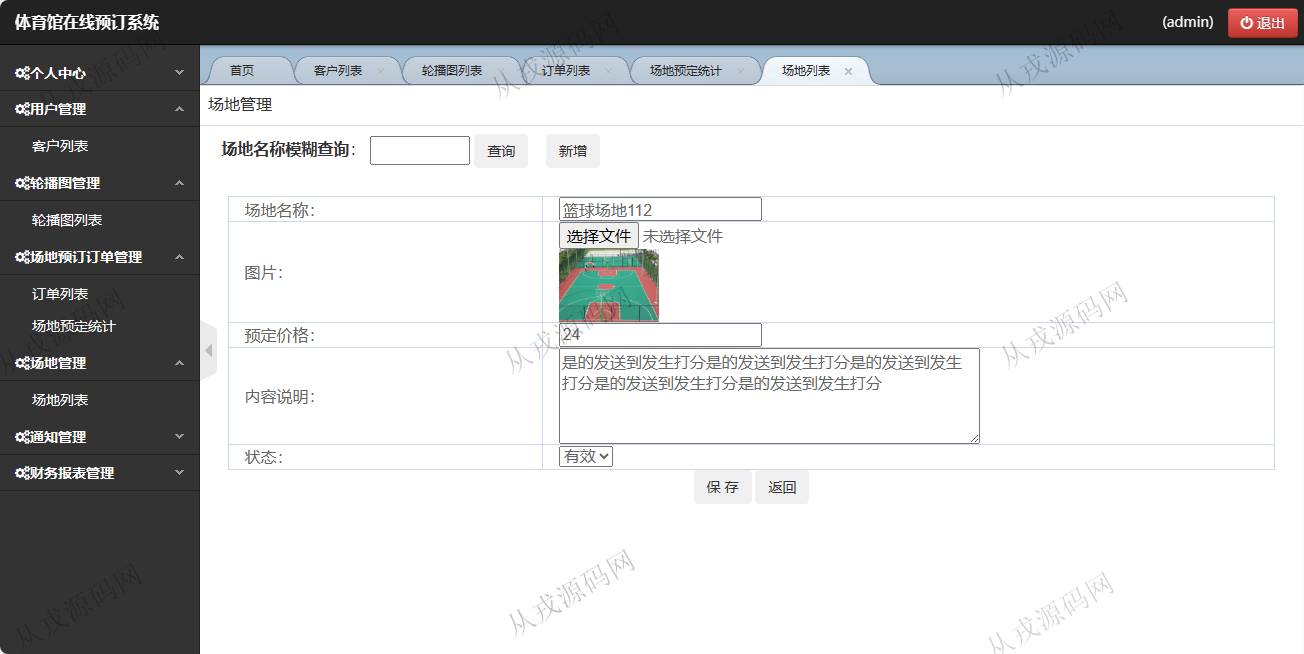 体育馆在线预订系统
(admin)
退出
个人中心
用户管理
客户列表
轮播图管理
轮播图列表
场地预订订单管理
订单列表
场地预定统计
场地管理
场地列表
通知管理
财务报表管理
首页
客户列表
轮播图列表
订单列表
场地预定统计
场地列表
场地管理
场地名称模糊查询：
查询
新增
场地名称：
篮球场地112
图片：
选择文件 未选择文件
预定价格：
24
内容说明：
是的发送到发生打分是的发送到发生打分是的发送到发生
打分是的发送到发生打分是的发送到发生打分
状态：
有效
保 存
返回
从戎源码网
从戎源码网
从戎源码网
从戎源码网
从戎源码网
从戎源码网
从戎源码网
从戎源码网
从戎源码网